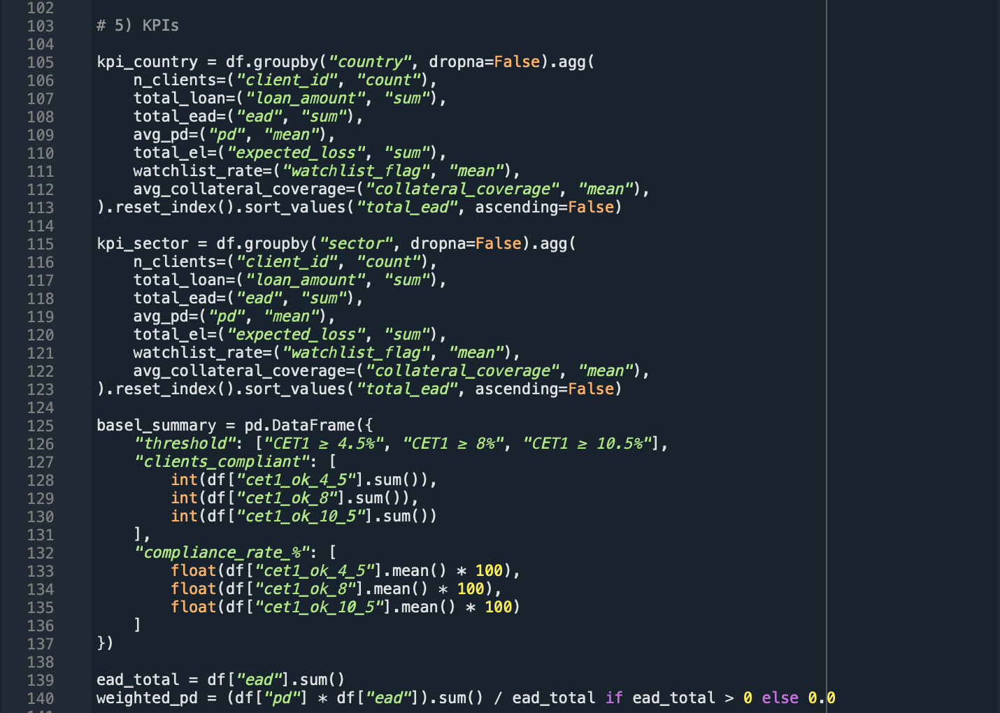 102
103 # 5) KPIs
104
105 kpi_country = df.groupby("country", dropna=False).agg(
106     n_clients=("client_id", "count"),
107     total_loan=("loan_amount", "sum"),
108     total_ead=("ead", "sum"),
109     avg_pd=("pd", "mean"),
110     total_el=("expected_loss", "sum"),
111     watchlist_rate=("watchlist_flag", "mean"),
112     avg_collateral_coverage=("collateral_coverage", "mean"),
113 ).reset_index().sort_values("total_ead", ascending=False)
114
115 kpi_sector = df.groupby("sector", dropna=False).agg(
116     n_clients=("client_id", "count"),
117     total_loan=("loan_amount", "sum"),
118     total_ead=("ead", "sum"),
119     avg_pd=("pd", "mean"),
120     total_el=("expected_loss", "sum"),
121     watchlist_rate=("watchlist_flag", "mean"),
122     avg_collateral_coverage=("collateral_coverage", "mean"),
123 ).reset_index().sort_values("total_ead", ascending=False)
124
125 basel_summary = pd.DataFrame({
126     "threshold": ["CET1 ≥ 4.5%", "CET1 ≥ 8%", "CET1 ≥ 10.5%"],
127     "clients_compliant": [
128         int(df["cet1_ok_4_5"].sum()),
129         int(df["cet1_ok_8"].sum()),
130         int(df["cet1_ok_10_5"].sum())
131     ],
132     "compliance_rate_%": [
133         float(df["cet1_ok_4_5"].mean() * 100),
134         float(df["cet1_ok_8"].mean() * 100),
135         float(df["cet1_ok_10_5"].mean() * 100)
136     ]
137 })
138
139 ead_total = df["ead"].sum()
140 weighted_pd = (df["pd"] * df["ead"]).sum() / ead_total if ead_total > 0 else 0.0